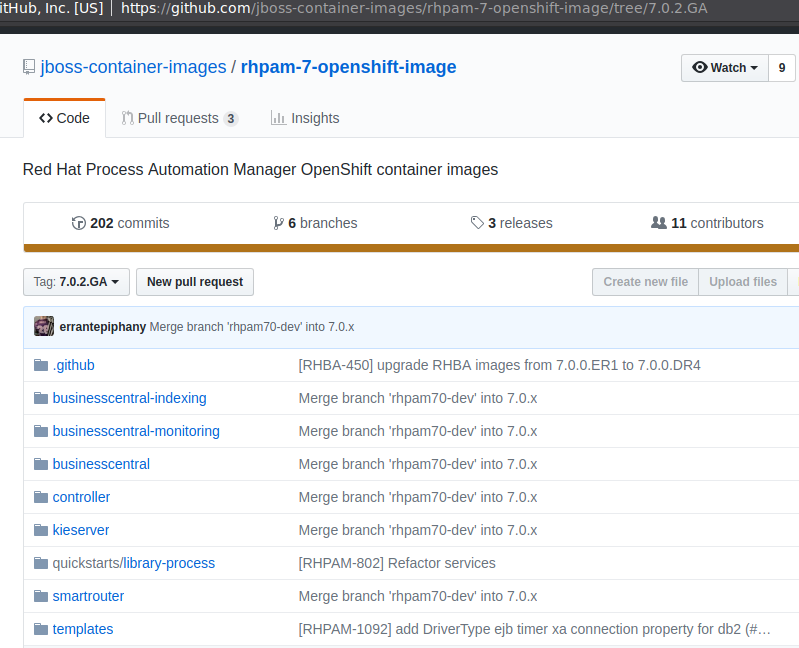 itHub, Inc. [US] https://github.com/jboss-container-images/rhpam-7-openshift-image/tree/7.0.2.GA
jboss-container-images / rhpam-7-openshift-image
Watch 9
Code Pull requests 3 Insights
Red Hat Process Automation Manager OpenShift container images
202 commits 6 branches 3 releases 11 contributors
Tag: 7.0.2.GA New pull request Create new file Upload files
errantepiphany Merge branch 'rhpam70-dev' into 7.0.x
.github [RHBA-450] upgrade RHBA images from 7.0.0.ER1 to 7.0.0.DR4
businesscentral-indexing Merge branch 'rhpam70-dev' into 7.0.x
businesscentral-monitoring Merge branch 'rhpam70-dev' into 7.0.x
businesscentral Merge branch 'rhpam70-dev' into 7.0.x
controller Merge branch 'rhpam70-dev' into 7.0.x
kieserver Merge branch 'rhpam70-dev' into 7.0.x
quickstarts/library-process [RHPAM-802] Refactor services
smartrouter Merge branch 'rhpam70-dev' into 7.0.x
templates [RHPAM-1092] add DriverType ejb timer xa connection property for db2 (#…